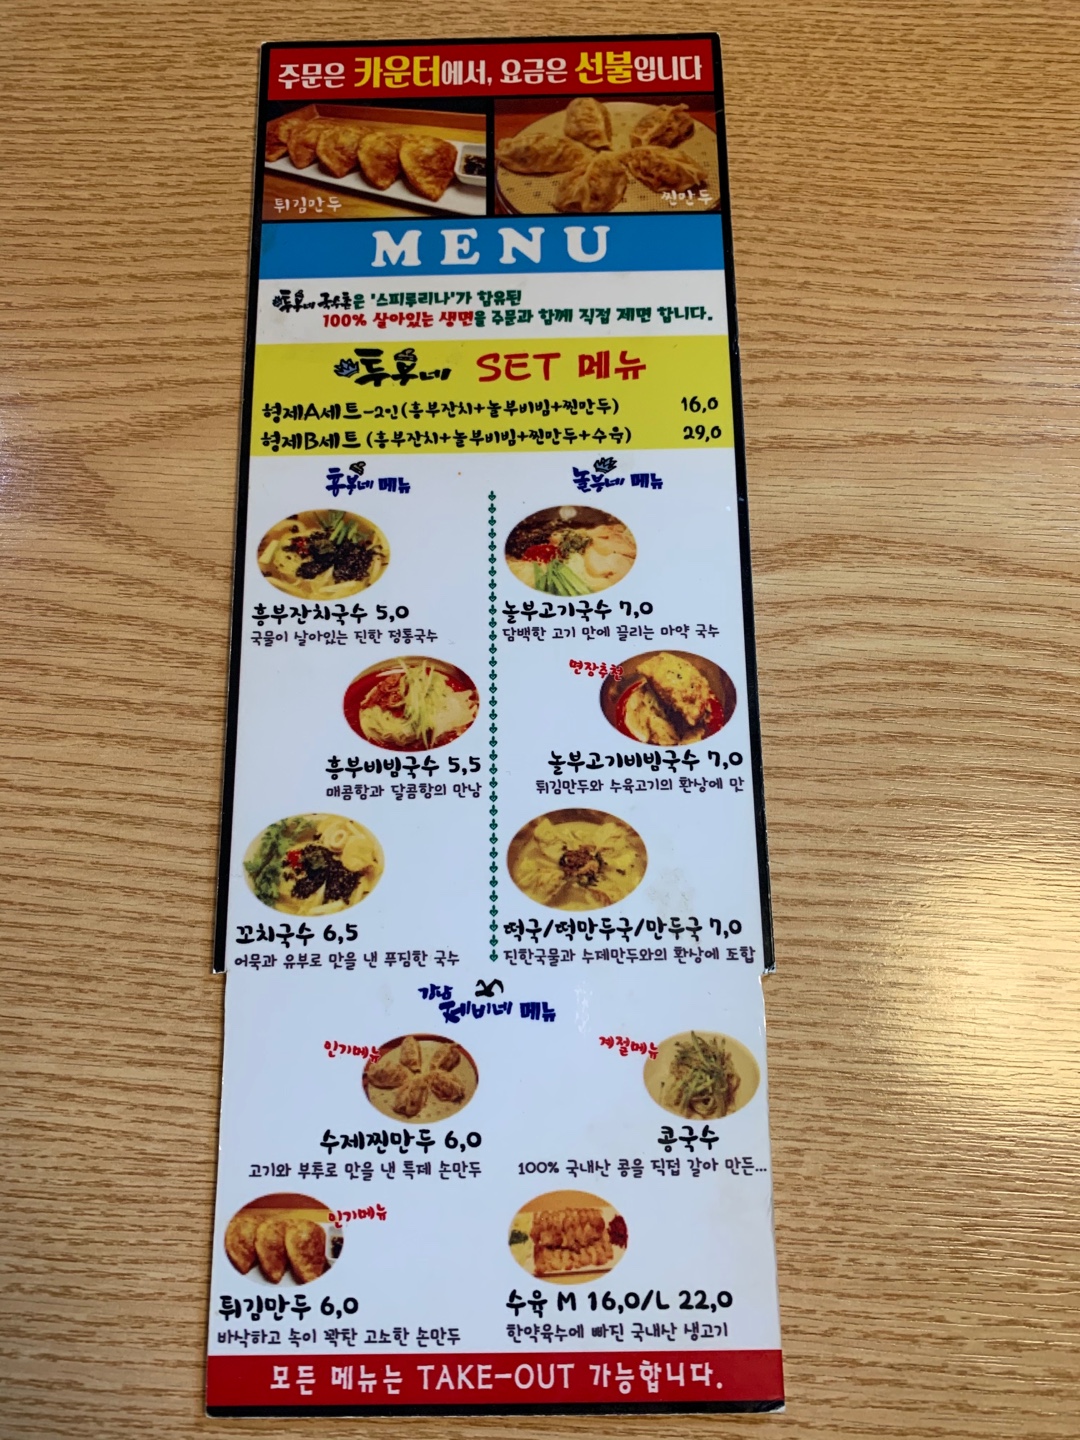 주문은 카운터에서, 요금은 선불입니다
튀김만두
찐만두
MENU
투부네 국수촌은 '스피루리나'가 함유된
100% 살아있는 생면을 주문과 함께 직접 제면 합니다.
투부네 SET 메뉴
형제A세트-2인(흥부잔치+놀부비빔+찐만두) 16,0
형제B세트 (흥부잔치+놀부비빔+찐만두+수육) 29,0
흥부네 메뉴
놀부네 메뉴
흥부잔치국수 5,0
국물이 살아있는 진한 정통국수
놀부고기국수 7,0
담백한 고기 맛에 끌리는 마약 국수
면장추천
흥부비빔국수 5,5
매콤함과 달콤함의 만남
놀부고기비빔국수 7,0
튀김만두와 수육고기의 환상에 맛
꼬치국수 6,5
어묵과 유부로 맛을 낸 푸짐한 국수
떡국/떡만두국/만두국 7,0
진한국물과 수제만두와의 환상에 조합
강남 제비네 메뉴
인기메뉴
계절메뉴
수제찐만두 6,0
고기와 부투로 맛을 낸 특제 손만두
콩국수
100% 국내산 콩을 직접 갈아 만든...
인기메뉴
튀김만두 6,0
바삭하고 속이 꽉찬 고소한 손만두
수육 M 16,0/L 22,0
한약육수에 빠진 국내산 생고기
모든 메뉴는 TAKE-OUT 가능합니다.